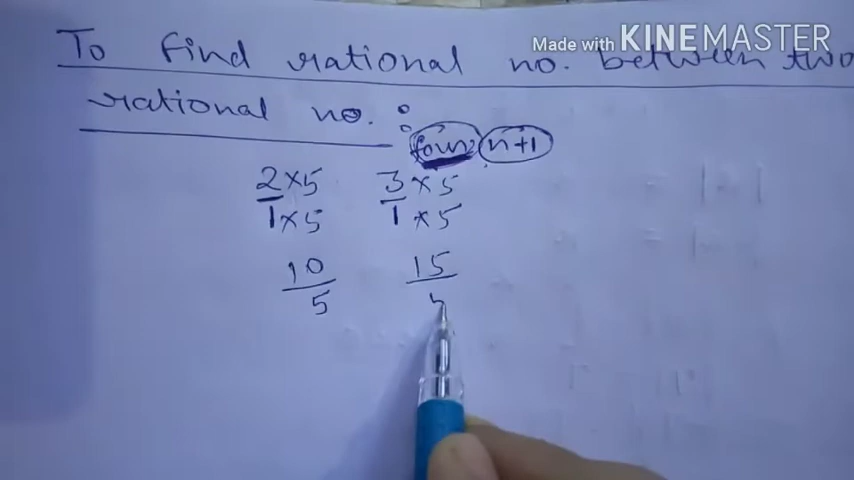 Made with KINEMASTER
To find rational no. between two
rational no. :
four n+1
2×5 3×5
1×5 1×5
10 15
5 5